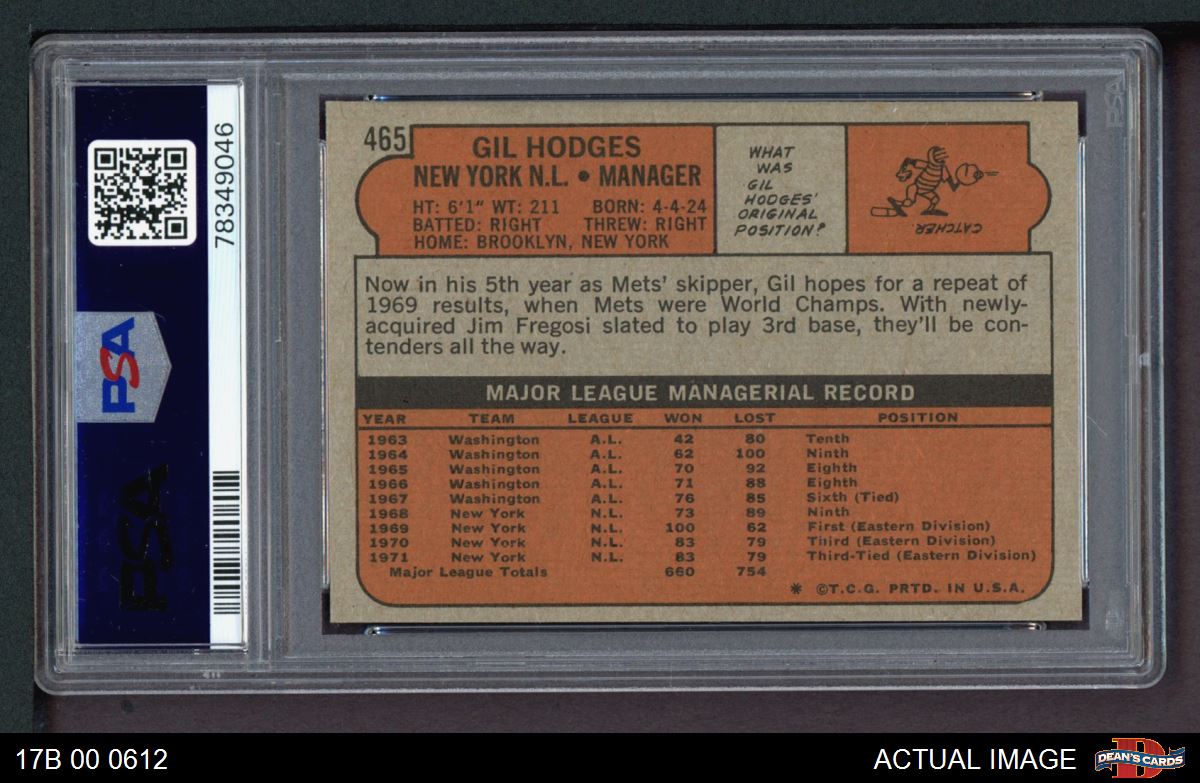 78349046
PSA
PSA
PSA
465
GIL HODGES
NEW YORK N.L. • MANAGER
HT: 6'1" WT: 211 BORN: 4-4-24
BATTED: RIGHT THREW: RIGHT
HOME: BROOKLYN, NEW YORK
WHAT
WAS
GIL
HODGES'
ORIGINAL
POSITION?
CATCHER
Now in his 5th year as Mets' skipper, Gil hopes for a repeat of
1969 results, when Mets were World Champs. With newly-
acquired Jim Fregosi slated to play 3rd base, they'll be con-
tenders all the way.
MAJOR LEAGUE MANAGERIAL RECORD
YEAR TEAM LEAGUE WON LOST POSITION
1963 Washington A.L. 42 80 Tenth
1964 Washington A.L. 62 100 Ninth
1965 Washington A.L. 70 92 Eighth
1966 Washington A.L. 71 88 Eighth
1967 Washington A.L. 76 85 Sixth (Tied)
1968 New York N.L. 73 89 Ninth
1969 New York N.L. 100 62 First (Eastern Division)
1970 New York N.L. 83 79 Third (Eastern Division)
1971 New York N.L. 83 79 Third-Tied (Eastern Division)
Major League Totals 660 754
* ©T.C.G. PRTD. IN U.S.A.
17B 00 0612
ACTUAL IMAGE
DEAN'S CARDS